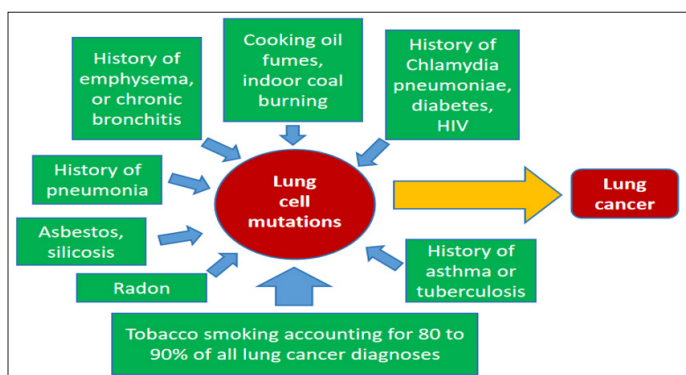 History of
emphysema,
or chronic
bronchitis
Cooking oil
fumes,
indoor coal
burning
History of
Chlamydia
pneumoniae,
diabetes,
HIV
History of
pneumonia
Lung
cell
mutations
Lung
cancer
Asbestos,
silicosis
Radon
History of
asthma or
tuberculosis
Tobacco smoking accounting for 80 to
90% of all lung cancer diagnoses